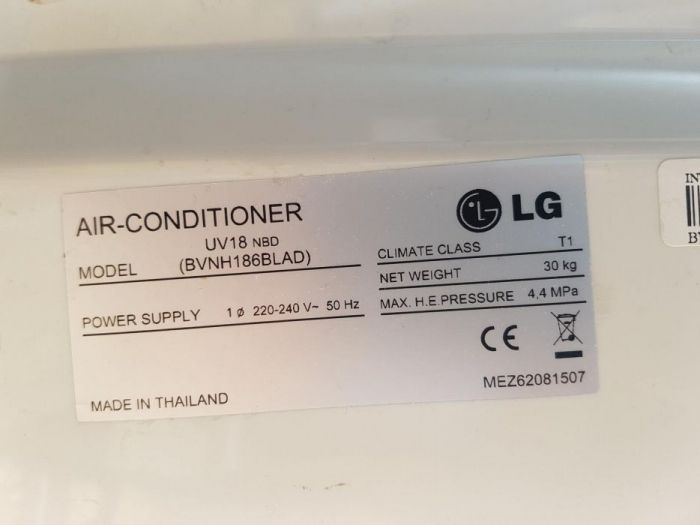 AIR-CONDITIONER
MODEL UV18 NBD
(BVNH186BLAD)
POWER SUPPLY 1 ø 220-240 V~ 50 Hz
MADE IN THAILAND
LG
CLIMATE CLASS T1
NET WEIGHT 30 kg
MAX. H.E.PRESSURE 4,4 MPa
CE
MEZ62081507